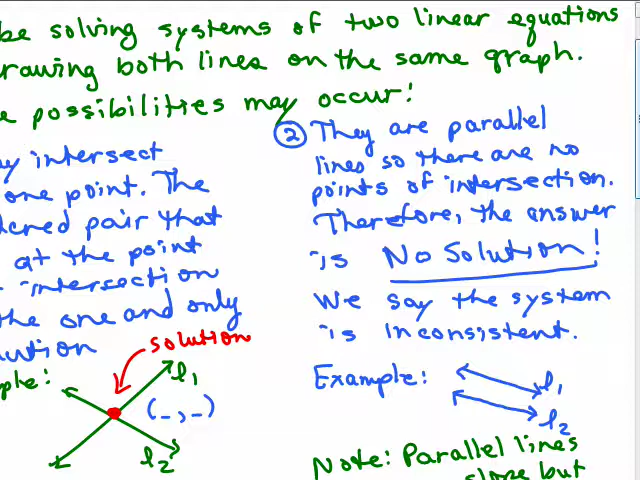 be solving systems of two linear equations
rawing both lines on the same graph.
e possibilities may occur!
y intersect
one point. The
ered pair that
at the point
intersection
the one and only
lution
ple:
solution
l1
(_,_)
l2
② They are parallel
lines so there are no
points of intersection.
Therefore, the answer
is No Solution!
We say the system
is inconsistent.
Example:
l1
l2
Note: Parallel lines
slope but